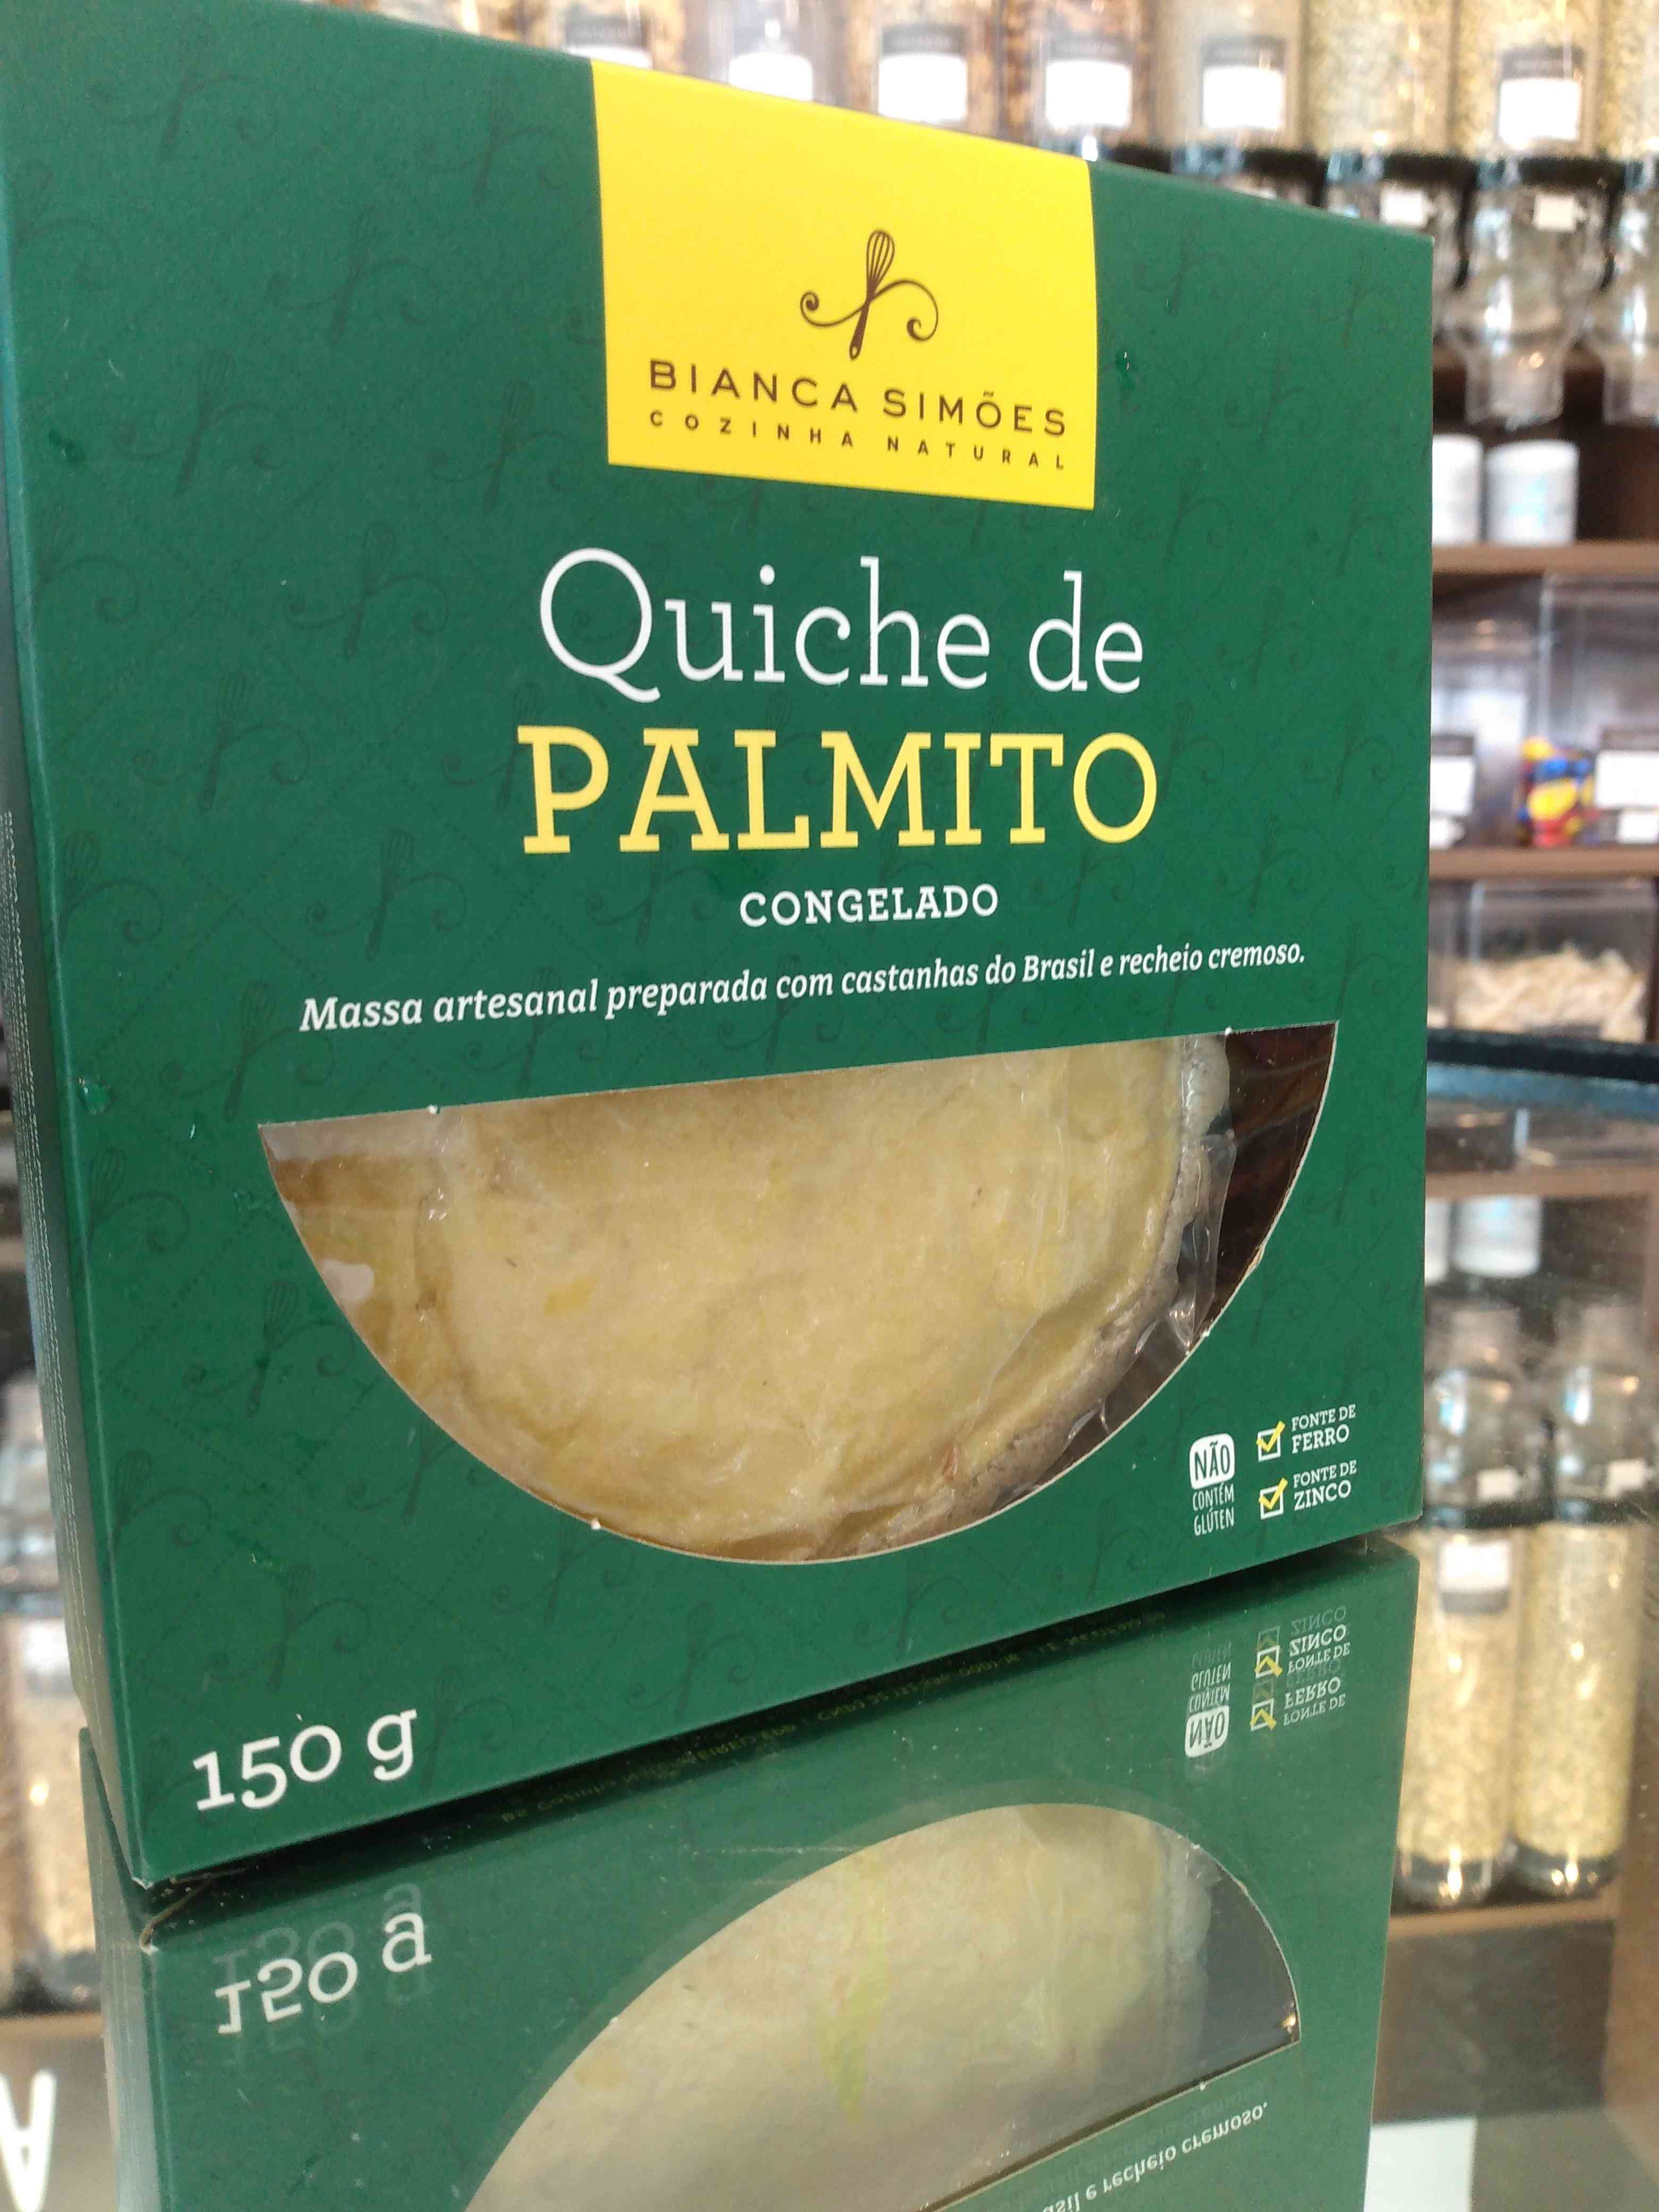 BIANCA SIMÕES
COZINHA NATURAL
Quiche de
PALMITO
CONGELADO
Massa artesanal preparada com castanhas do Brasil e recheio cremoso.
NÃO
CONTÉM
GLÚTEN
FONTE DE
FERRO
FONTE DE
ZINCO
150 g